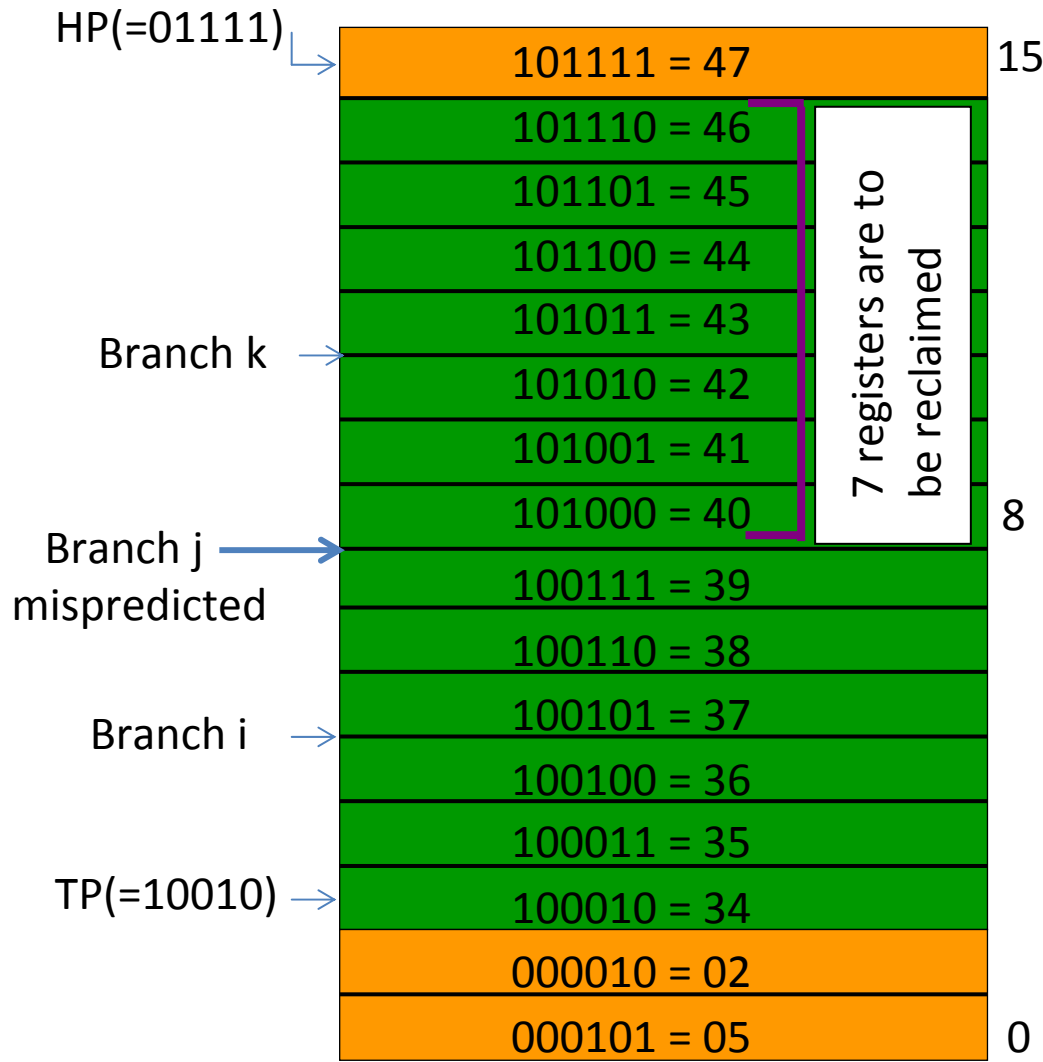 HP(=01111)
101111 = 47
15
101110 = 46
101101 = 45
101100 = 44
101011 = 43
Branch k
101010 = 42
101001 = 41
101000 = 40
8
7 registers are to
be reclaimed
Branch j
mispredicted
100111 = 39
100110 = 38
100101 = 37
Branch i
100100 = 36
100011 = 35
TP(=10010)
100010 = 34
000010 = 02
000101 = 05
0